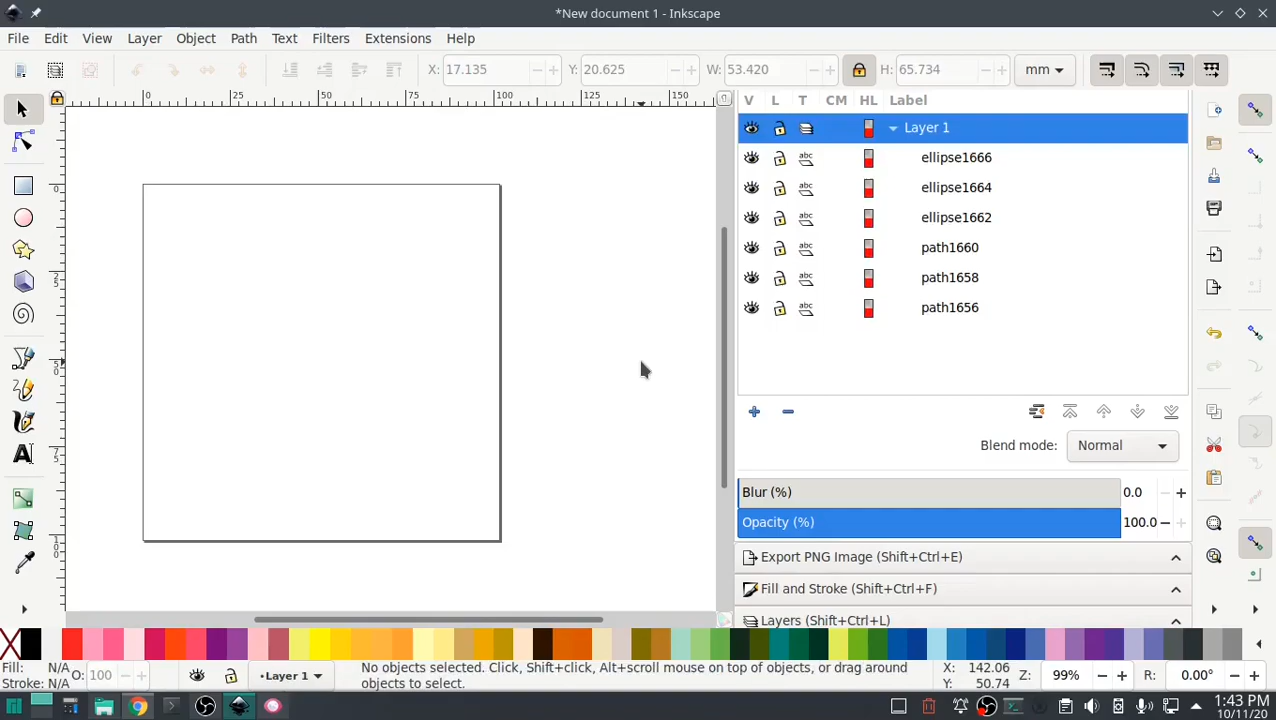 *New document 1 - Inkscape
File Edit View Layer Object Path Text Filters Extensions Help
X: 17.135 Y: 20.625 W: 53.420 H: 65.734 mm
0 25 50 75 100 125 150
V L T CM HL Label
Layer 1
ellipse1666
ellipse1664
ellipse1662
path1660
path1658
path1656
Blend mode: Normal
Blur (%) 0.0
Opacity (%) 100.0
Export PNG Image (Shift+Ctrl+E)
Fill and Stroke (Shift+Ctrl+F)
Layers (Shift+Ctrl+L)
Fill: N/A O: 100 •Layer 1 No objects selected. Click, Shift+click, Alt+scroll mouse on top of objects, or drag around X: 142.06 Z: 99% R: 0.00°
Stroke: N/A objects to select. Y: 50.74
1:43 PM
10/11/20